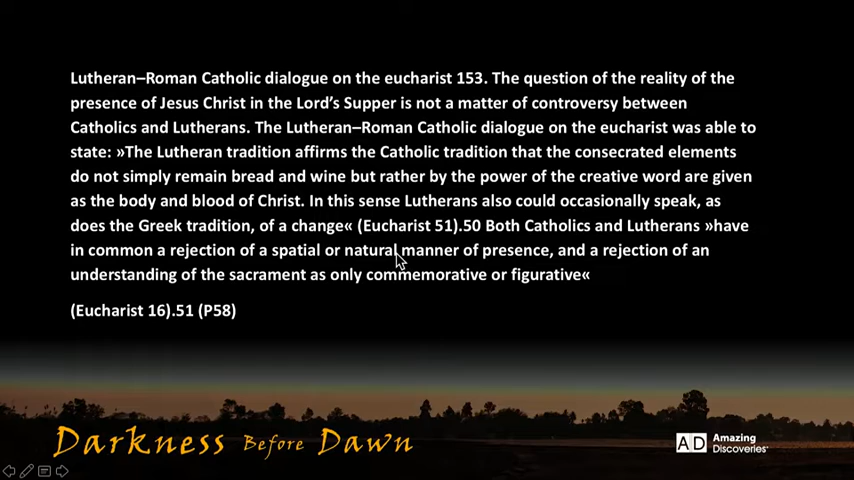 Lutheran–Roman Catholic dialogue on the eucharist 153. The question of the reality of the
presence of Jesus Christ in the Lord's Supper is not a matter of controversy between
Catholics and Lutherans. The Lutheran–Roman Catholic dialogue on the eucharist was able to
state: »The Lutheran tradition affirms the Catholic tradition that the consecrated elements
do not simply remain bread and wine but rather by the power of the creative word are given
as the body and blood of Christ. In this sense Lutherans also could occasionally speak, as
does the Greek tradition, of a change« (Eucharist 51).50 Both Catholics and Lutherans »have
in common a rejection of a spatial or natural manner of presence, and a rejection of an
understanding of the sacrament as only commemorative or figurative«
(Eucharist 16).51 (P58)
Darkness Before Dawn
AD Amazing
Discoveries